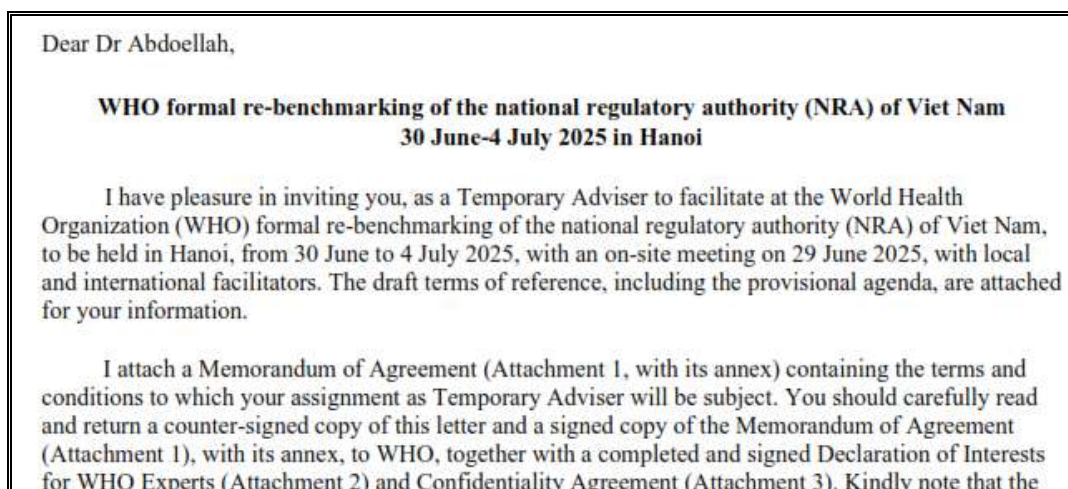 Dear Dr Abdoellah,
WHO formal re-benchmarking of the national regulatory authority (NRA) of Viet Nam
30 June-4 July 2025 in Hanoi
I have pleasure in inviting you, as a Temporary Adviser to facilitate at the World Health
Organization (WHO) formal re-benchmarking of the national regulatory authority (NRA) of Viet Nam,
to be held in Hanoi, from 30 June to 4 July 2025, with an on-site meeting on 29 June 2025, with local
and international facilitators. The draft terms of reference, including the provisional agenda, are attached
for your information.
I attach a Memorandum of Agreement (Attachment 1, with its annex) containing the terms and
conditions to which your assignment as Temporary Adviser will be subject. You should carefully read
and return a counter-signed copy of this letter and a signed copy of the Memorandum of Agreement
(Attachment 1), with its annex, to WHO, together with a completed and signed Declaration of Interests
for WHO Experts (Attachment 2) and Confidentiality Agreement (Attachment 3). Kindly note that the